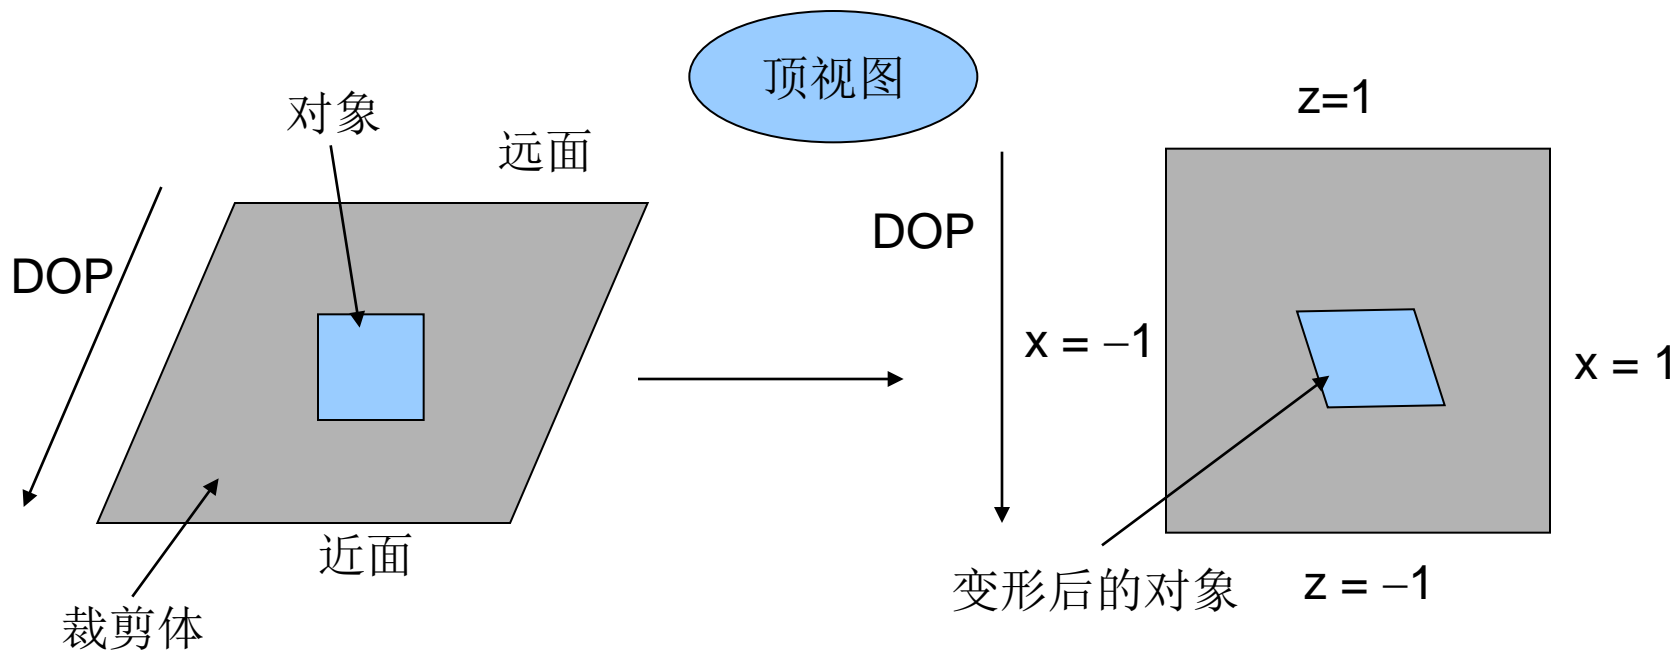 顶视图
对象
远面
z=1
DOP
DOP
x = −1
x = 1
近面
变形后的对象
z = −1
裁剪体